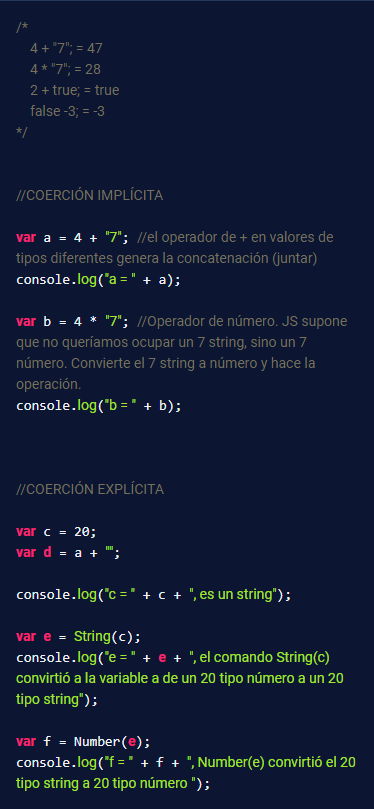 /*
4 + "7"; = 47
4 * "7"; = 28
2 + true; = true
false -3; = -3
*/
//COERCIÓN IMPLÍCITA
var a = 4 + "7"; //el operador de + en valores de
tipos diferentes genera la concatenación (juntar)
console.log("a = " + a);
var b = 4 * "7"; //Operador de número. JS supone
que no queríamos ocupar un 7 string, sino un 7
número. Convierte el 7 string a número y hace la
operación.
console.log("b = " + b);
//COERCIÓN EXPLÍCITA
var c = 20;
var d = a + "";
console.log("c = " + c + ", es un string");
var e = String(c);
console.log("e = " + e + ", el comando String(c)
convirtió a la variable a de un 20 tipo número a un 20
tipo string");
var f = Number(e);
console.log("f = " + f + ", Number(e) convirtió el 20
tipo string a 20 tipo número ");